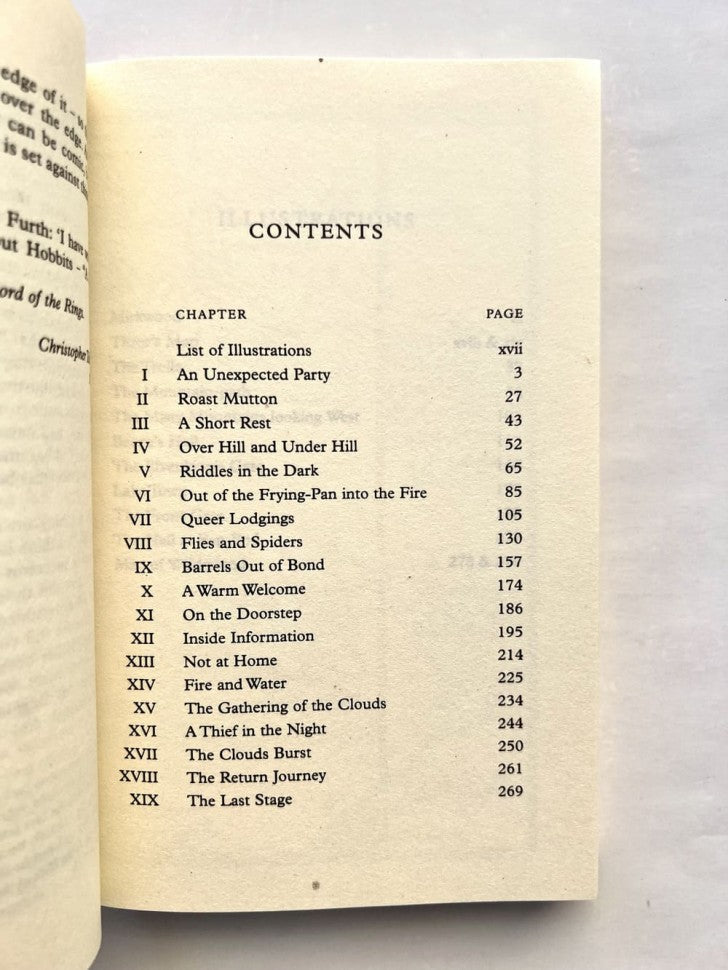 edge of it –
over the edge.
can be
is set against
Furth: 'I have
ut Hobbits –
ord of the Rings.
Christopher
CONTENTS
CHAPTER PAGE
List of Illustrations xvii
I An Unexpected Party 3
II Roast Mutton 27
III A Short Rest 43
IV Over Hill and Under Hill 52
V Riddles in the Dark 65
VI Out of the Frying-Pan into the Fire 85
VII Queer Lodgings 105
VIII Flies and Spiders 130
IX Barrels Out of Bond 157
X A Warm Welcome 174
XI On the Doorstep 186
XII Inside Information 195
XIII Not at Home 214
XIV Fire and Water 225
XV The Gathering of the Clouds 234
XVI A Thief in the Night 244
XVII The Clouds Burst 250
XVIII The Return Journey 261
XIX The Last Stage 269